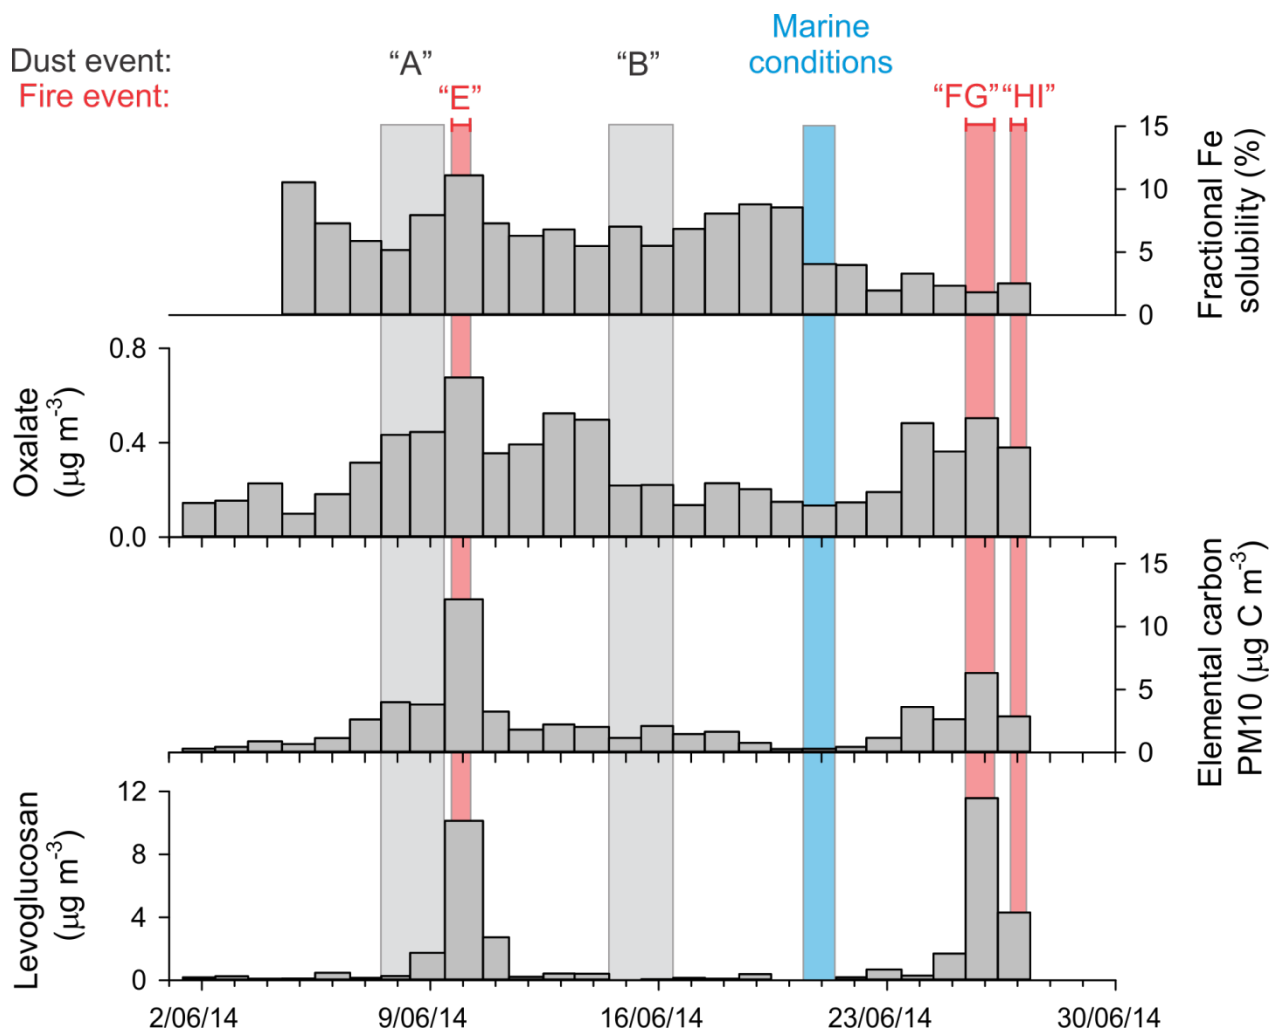 Marine
conditions
Dust event:
“A”
“B”
Fire event:
“E”
“FG”
“HI”
15
10
5
0
Fractional Fe
solubility (%)
0.8
0.4
0.0
Oxalate
(μg m-3)
15
10
5
0
Elemental carbon
PM10 (μg C m-3)
12
8
4
0
Levoglucosan
(μg m-3)
2/06/14
9/06/14
16/06/14
23/06/14
30/06/14